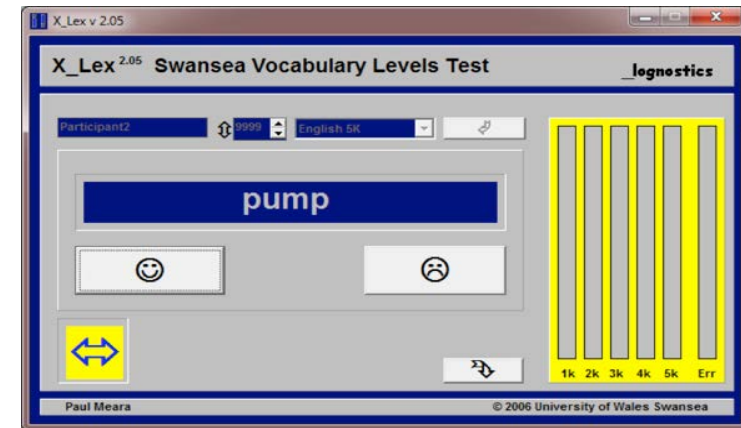 X_Lex v 2.05
X_Lex 2.05 Swansea Vocabulary Levels Test
_lognostics
Participant2 9999 English 5K
pump
1k 2k 3k 4k 5k Err
Paul Meara © 2006 University of Wales Swansea